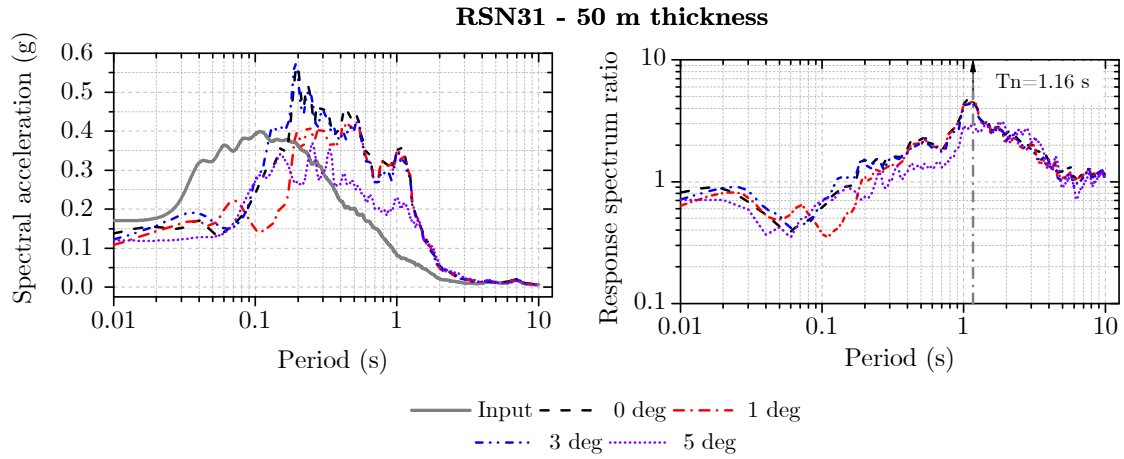 RSN31 - 50 m thickness
Spectral acceleration (g)
0.6
0.5
0.4
0.3
0.2
0.1
0.0
0.01
0.1
1
10
Period (s)
Response spectrum ratio
10
1
0.1
Tn=1.16 s
0.01
0.1
1
10
Period (s)
Input
0 deg
1 deg
3 deg
5 deg